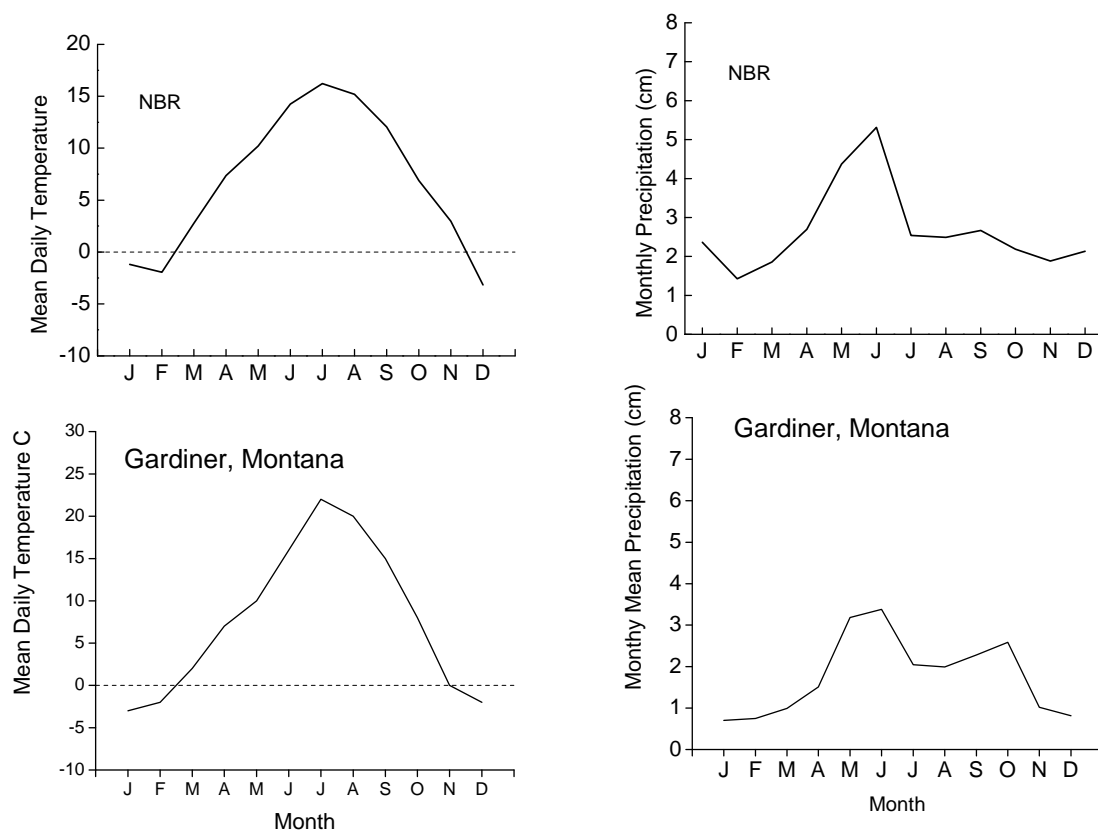 Mean Daily Temperature
20
15
10
5
0
-5
-10
NBR
J F M A M J J A S O N D
Monthly Precipitation (cm)
8
7
6
5
4
3
2
1
0
NBR
J F M A M J J A S O N D
Mean Daily Temperature C
30
25
20
15
10
5
0
-5
-10
Gardiner, Montana
J F M A M J J A S O N D
Month
Monthy Mean Precipitation (cm)
8
7
6
5
4
3
2
1
0
Gardiner, Montana
J F M A M J J A S O N D
Month